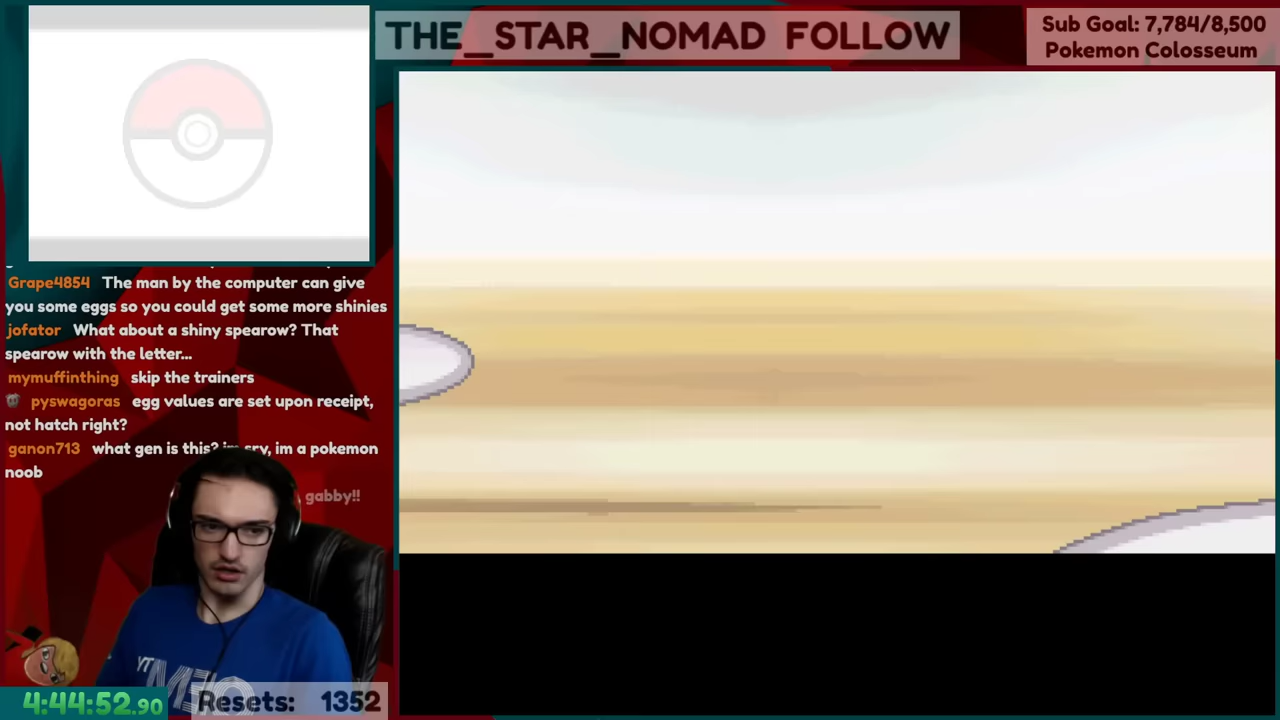 THE_STAR_NOMAD FOLLOW
Sub Goal: 7,784/8,500
Pokemon Colosseum
Grape4854 The man by the computer can give
you some eggs so you could get some more shinies
jofator What about a shiny spearow? That
spearow with the letter...
mymuffinthing skip the trainers
pyswagoras egg values are set upon receipt,
not hatch right?
ganon713 what gen is this? im sry, im a pokemon
noob
gabby!!
YT
4:44:52.90
Resets: 1352